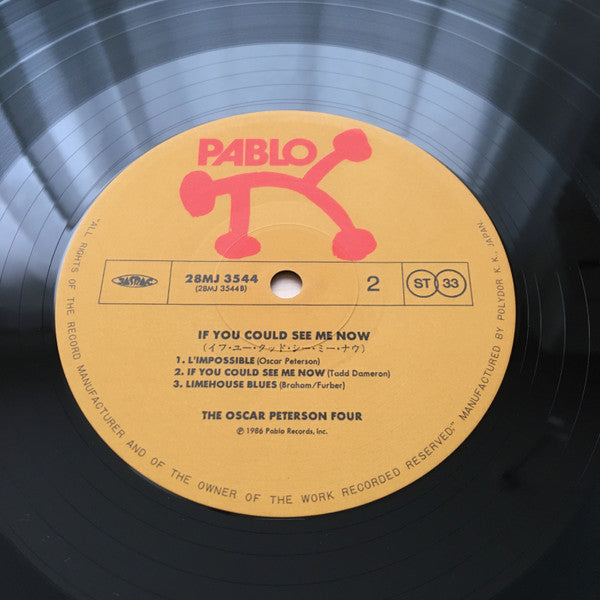 PABLO
JASRAC
28MJ 3544
(28MJ 3544B)
2
ST 33
IF YOU COULD SEE ME NOW
(イフ・ユー・クッド・シー・ミー・ナウ)
1. L'IMPOSSIBLE (Oscar Peterson)
2. IF YOU COULD SEE ME NOW (Tadd Dameron)
3. LIMEHOUSE BLUES (Braham/Furber)
THE OSCAR PETERSON FOUR
℗ 1986 Pablo Records, Inc.
"ALL RIGHTS OF THE RECORD MANUFACTURER AND OF THE OWNER OF THE WORK RECORDED RESERVED." MANUFACTURED BY POLYDOR K.K., JAPAN